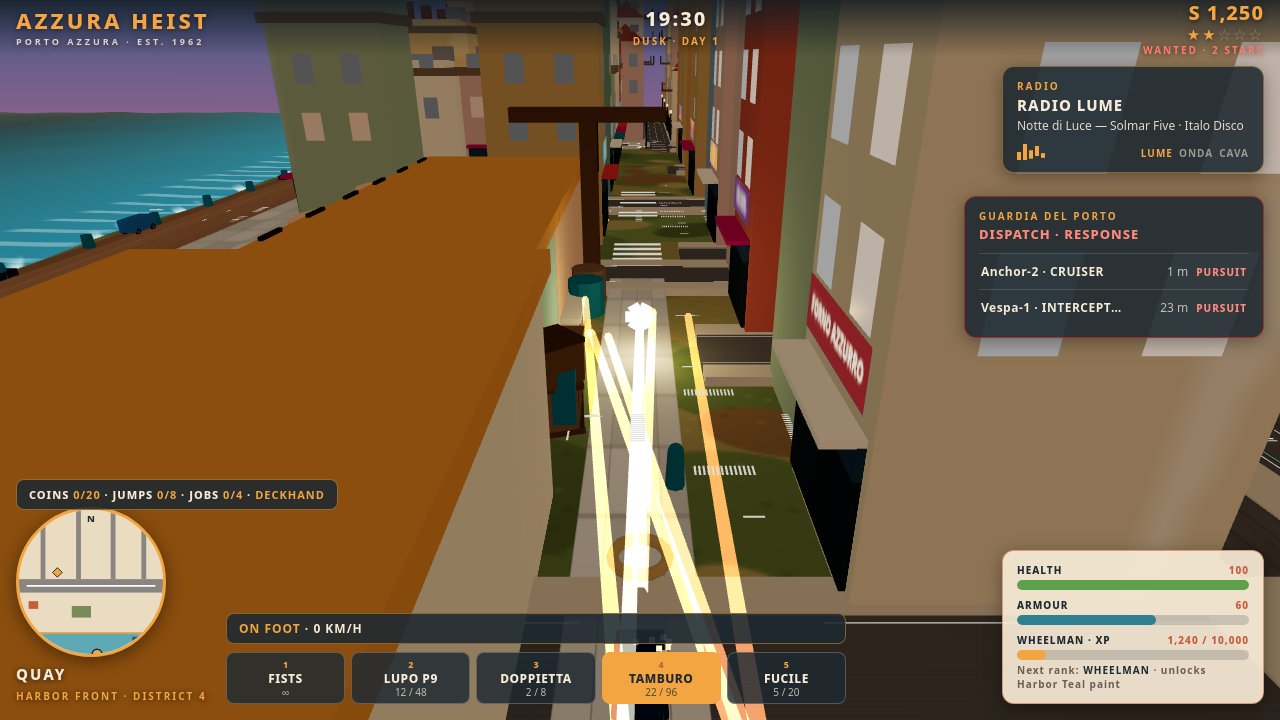 AZZURA HEIST
PORTO AZZURA · EST. 1962
19:30
DUSK · DAY 1
S 1,250
★★☆☆☆
WANTED · 2 STARS
RADIO
RADIO LUME
Notte di Luce — Solmar Five · Italo Disco
LUME ONDA CAVA
GUARDIA DEL PORTO
DISPATCH · RESPONSE
Anchor-2 · CRUISER 1 m PURSUIT
Vespa-1 · INTERCEPT… 23 m PURSUIT
FORNO AZZURRO
COINS 0/20 · JUMPS 0/8 · JOBS 0/4 · DECKHAND
N
QUAY
HARBOR FRONT · DISTRICT 4
ON FOOT · 0 KM/H
1
FISTS
∞
2
LUPO P9
12 / 48
3
DOPPIETTA
2 / 8
4
TAMBURO
22 / 96
5
FUCILE
5 / 20
HEALTH 100
ARMOUR 60
WHEELMAN · XP 1,240 / 10,000
Next rank: WHEELMAN · unlocks
Harbor Teal paint